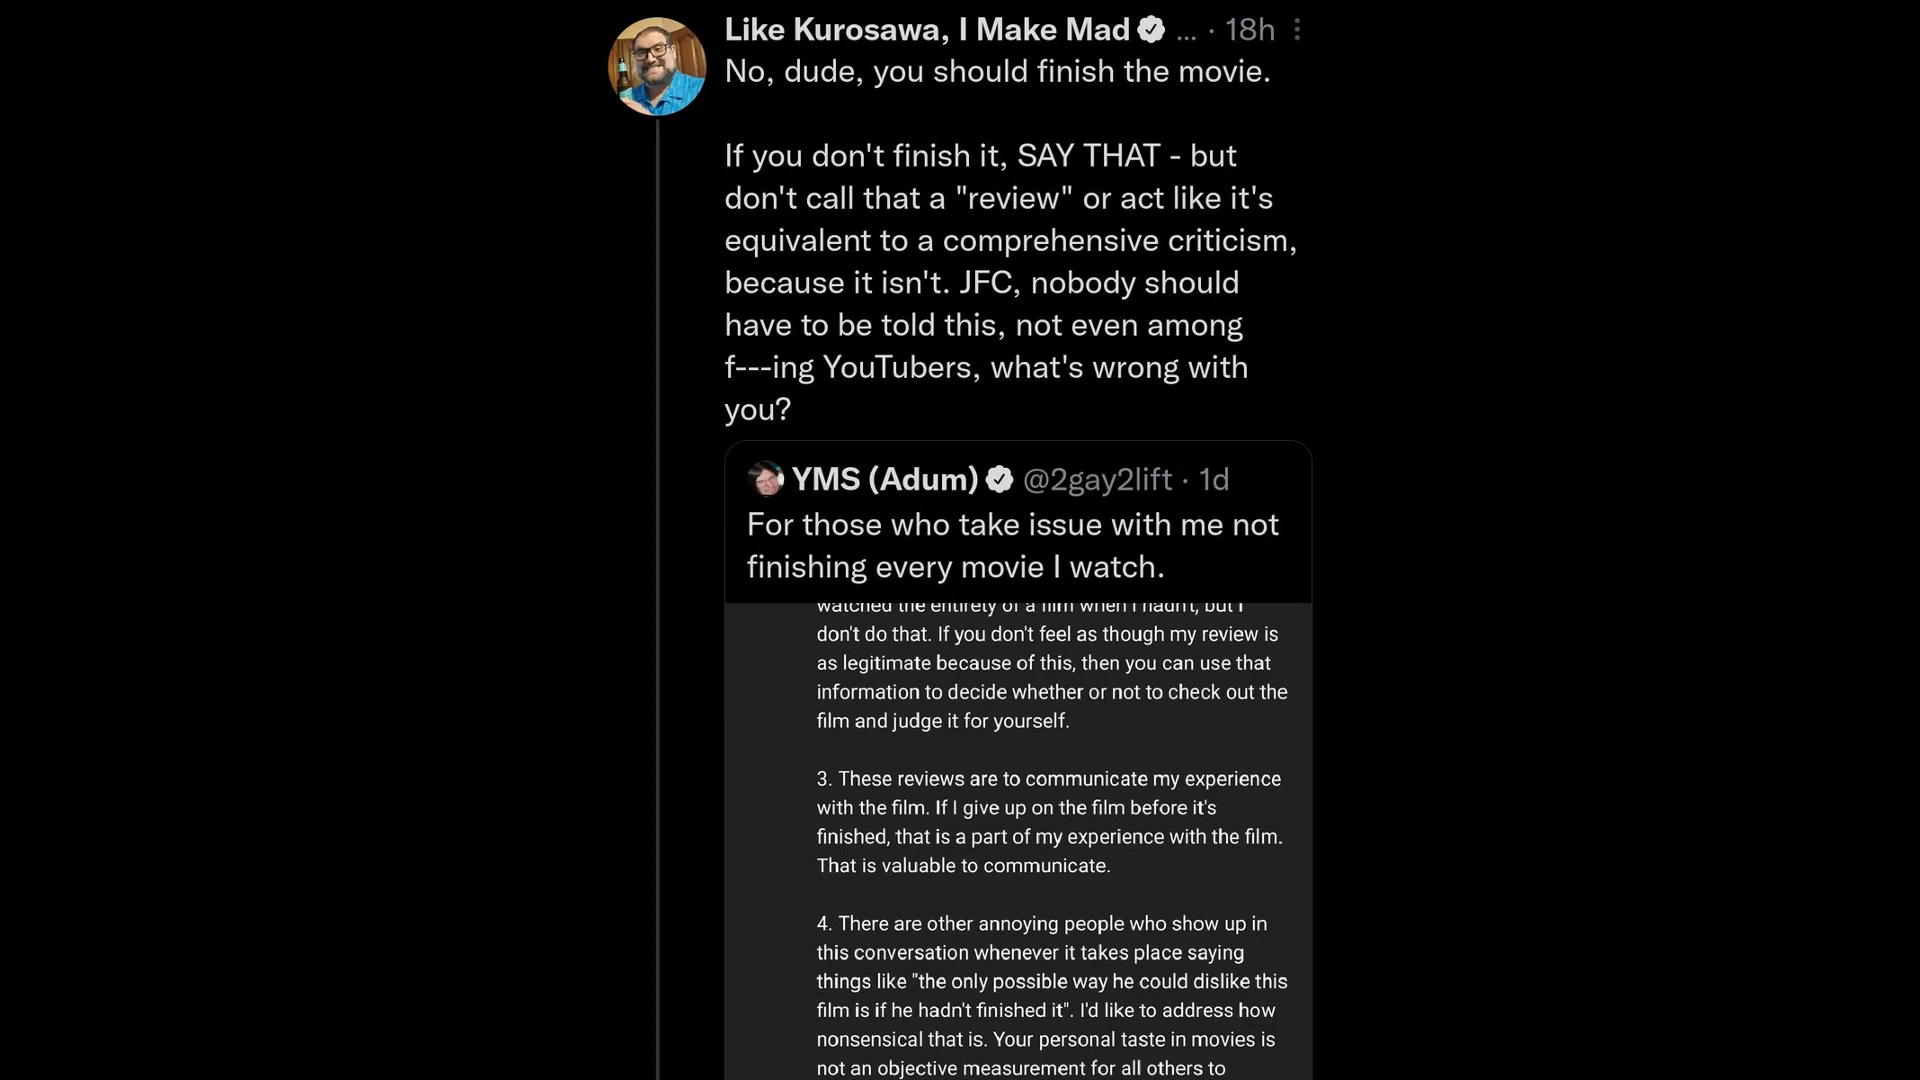 Like Kurosawa, I Make Mad ... · 18h
No, dude, you should finish the movie.
If you don't finish it, SAY THAT - but
don't call that a "review" or act like it's
equivalent to a comprehensive criticism,
because it isn't. JFC, nobody should
have to be told this, not even among
f---ing YouTubers, what's wrong with
you?
YMS (Adum) @2gay2lift · 1d
For those who take issue with me not
finishing every movie I watch.
watched the entirety of a film when I hadn't, but I
don't do that. If you don't feel as though my review is
as legitimate because of this, then you can use that
information to decide whether or not to check out the
film and judge it for yourself.
3. These reviews are to communicate my experience
with the film. If I give up on the film before it's
finished, that is a part of my experience with the film.
That is valuable to communicate.
4. There are other annoying people who show up in
this conversation whenever it takes place saying
things like "the only possible way he could dislike this
film is if he hadn't finished it". I'd like to address how
nonsensical that is. Your personal taste in movies is
not an objective measurement for all others to